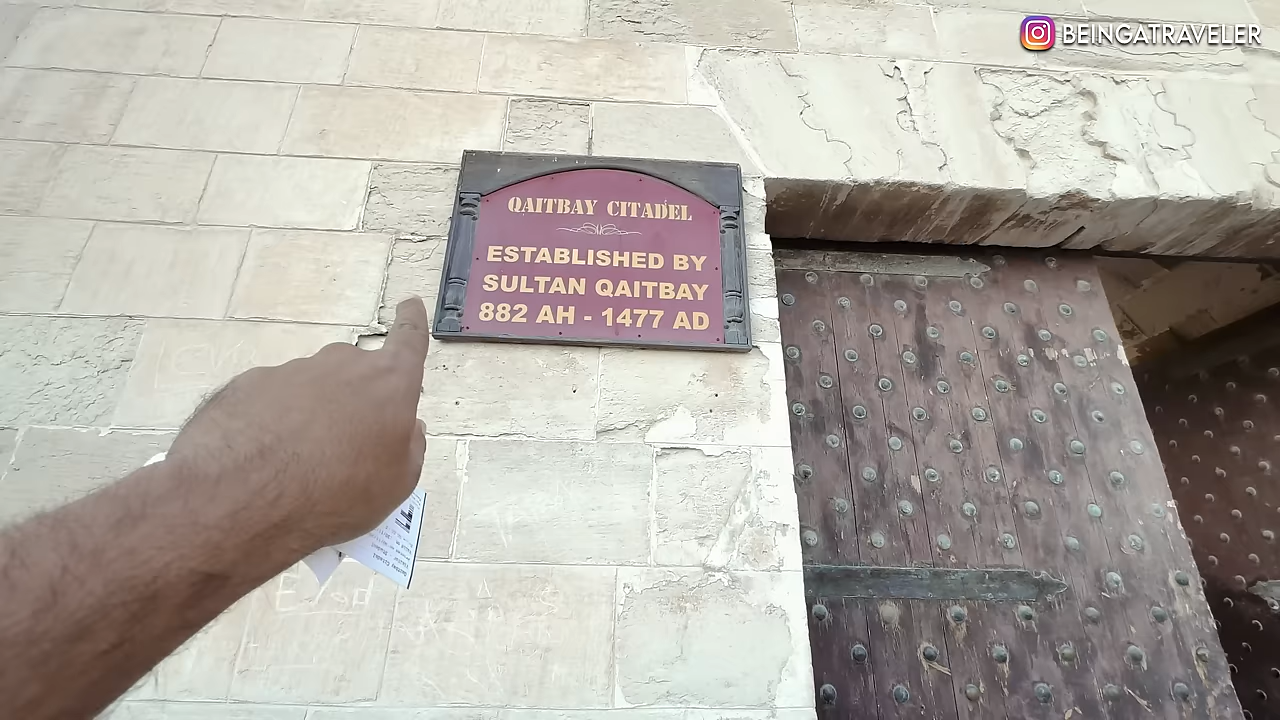 BEINGATRAVELER
QAITBAY CITADEL
ESTABLISHED BY
SULTAN QAITBAY
882 AH - 1477 AD